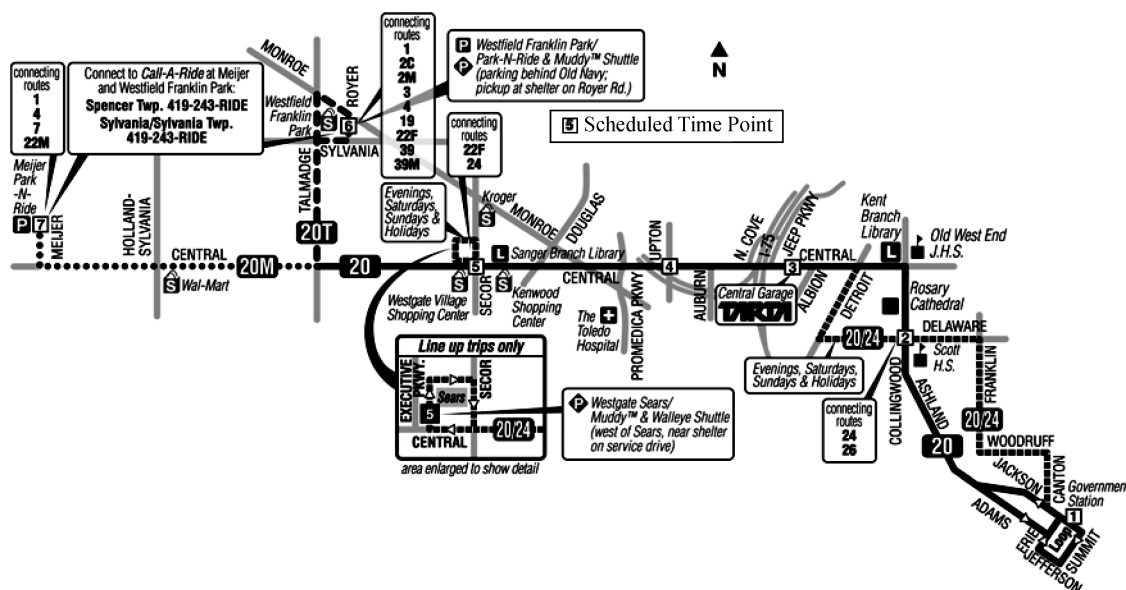 connecting
routes
1
4
7
22M
Meijer
Park
-N-
Ride
P
7
MEIJER
Connect to Call-A-Ride at Meijer
and Westfield Franklin Park:
Spencer Twp. 419-243-RIDE
Sylvania/Sylvania Twp.
419-243-RIDE
HOLLAND-
SYLVANIA
CENTRAL
20M
S
Wal-Mart
MONROE
ROYER
Westfield
Franklin
Park
S
6
SYLVANIA
TALMADGE
20T
20
connecting
routes
1
2C
2M
3
4
19
22F
39
39M
P Westfield Franklin Park/
P Park-N-Ride & Muddy™ Shuttle
(parking behind Old Navy;
pickup at shelter on Royer Rd.)
N
5 Scheduled Time Point
connecting
routes
22F
24
Evenings,
Saturdays,
Sundays &
Holidays
Kroger
S
MONROE
DOUGLAS
L Sanger Branch Library
5
S
S
SECOR
Westgate Village
Shopping Center
Kenwood
Shopping
Center
CENTRAL
The
Toledo
Hospital
PROMEDICA PKWY
UPTON
4
AUBURN
N. COVE
I-75
JEEP PKWY
3
CENTRAL
Central Garage
TARTA
ALBION
DETROIT
Kent
Branch
Library
L
Old West End
J.H.S.
Rosary
Cathedral
20/24
2
DELAWARE
Scott
H.S.
Evenings, Saturdays,
Sundays & Holidays
connecting
routes
24
26
COLLINGWOOD
ASHLAND
20
FRANKLIN
20/24
WOODRUFF
CANTON
JACKSON
ADAMS
Governmen
Station
1
ERIE
Loop
SUMMIT
JEFFERSON
Line up trips only
EXECUTIVE
PKWY.
SECOR
Sears
5
20/24
CENTRAL
area enlarged to show detail
P Westgate Sears/
Muddy™ & Walleye Shuttle
(west of Sears, near shelter
on service drive)